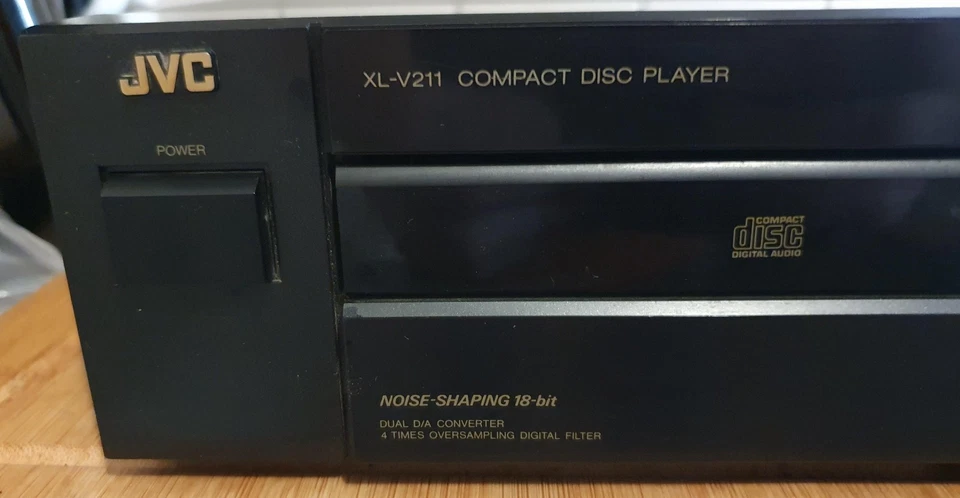 JVC
XL-V211 COMPACT DISC PLAYER
POWER
COMPACT
disc
DIGITAL AUDIO
NOISE-SHAPING 18-bit
DUAL D/A CONVERTER
4 TIMES OVERSAMPLING DIGITAL FILTER